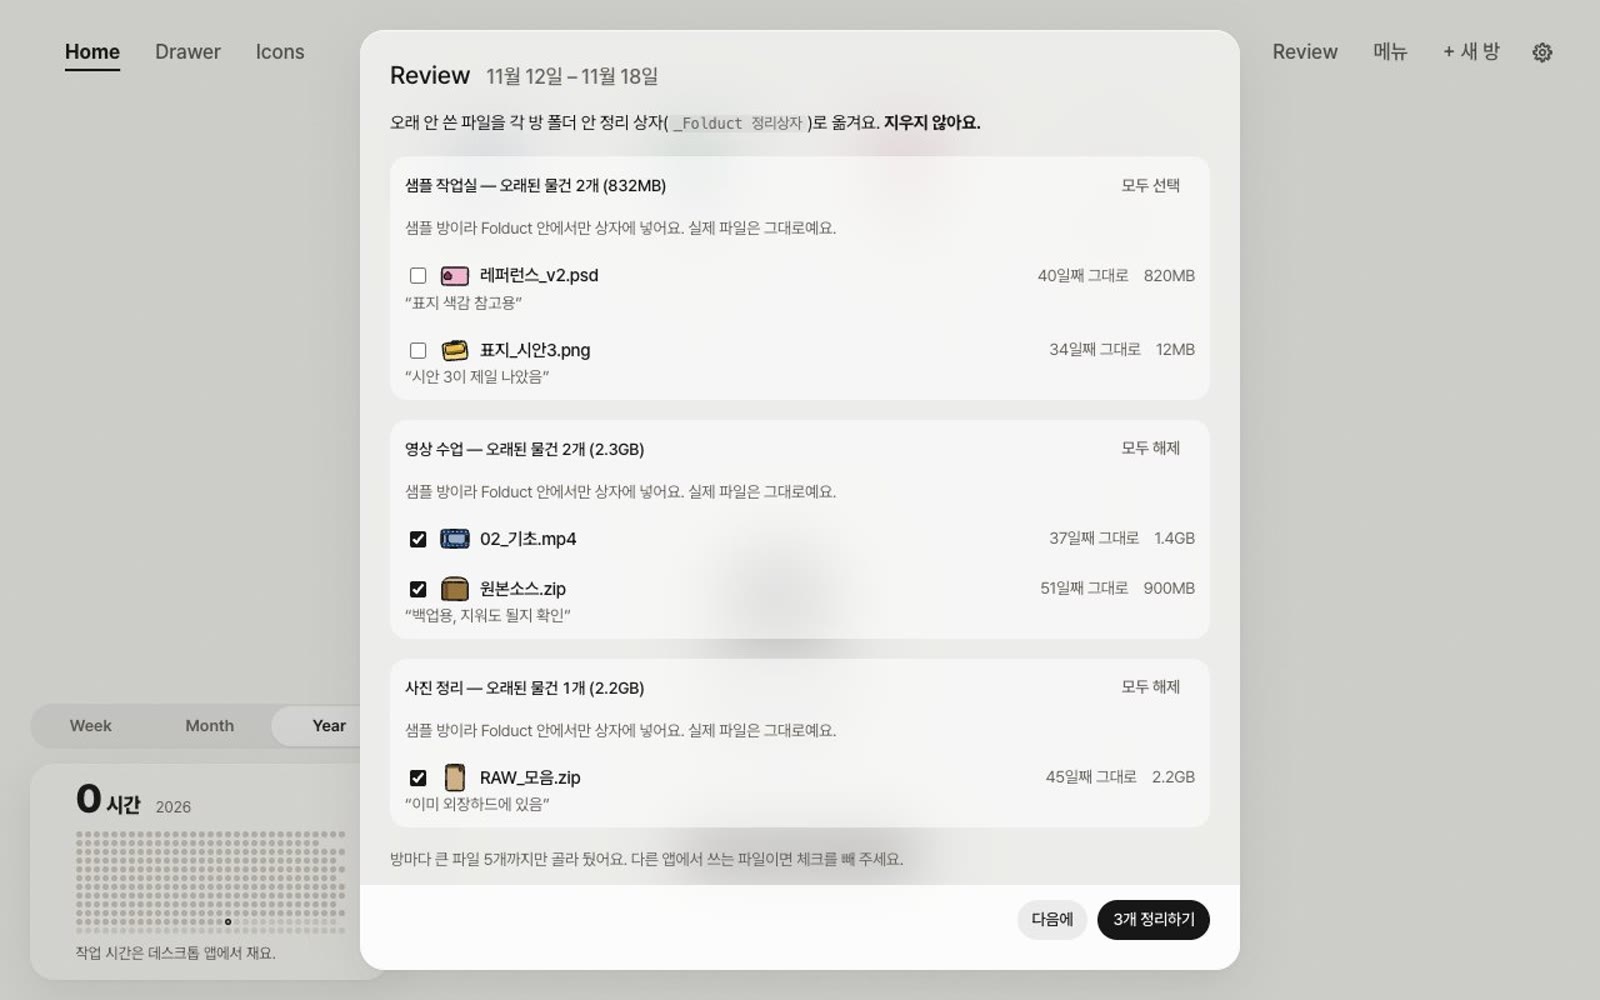 Home Drawer Icons
Review 메뉴 + 새 방
Review 11월 12일 – 11월 18일
오래 안 쓴 파일을 각 방 폴더 안 정리 상자( _Folduct 정리상자 )로 옮겨요. 지우지 않아요.
샘플 작업실 — 오래된 물건 2개 (832MB) 모두 선택
샘플 방이라 Folduct 안에서만 상자에 넣어요. 실제 파일은 그대로예요.
레퍼런스_v2.psd 40일째 그대로 820MB
“표지 색감 참고용”
표지_시안3.png 34일째 그대로 12MB
“시안 3이 제일 나았음”
영상 수업 — 오래된 물건 2개 (2.3GB) 모두 해제
샘플 방이라 Folduct 안에서만 상자에 넣어요. 실제 파일은 그대로예요.
02_기초.mp4 37일째 그대로 1.4GB
원본소스.zip 51일째 그대로 900MB
“백업용, 지워도 될지 확인”
사진 정리 — 오래된 물건 1개 (2.2GB) 모두 해제
샘플 방이라 Folduct 안에서만 상자에 넣어요. 실제 파일은 그대로예요.
RAW_모음.zip 45일째 그대로 2.2GB
“이미 외장하드에 있음”
방마다 큰 파일 5개까지만 골라 뒀어요. 다른 앱에서 쓰는 파일이면 체크를 빼 주세요.
다음에 3개 정리하기
Week Month Year
0 시간 2026
작업 시간은 데스크톱 앱에서 재요.